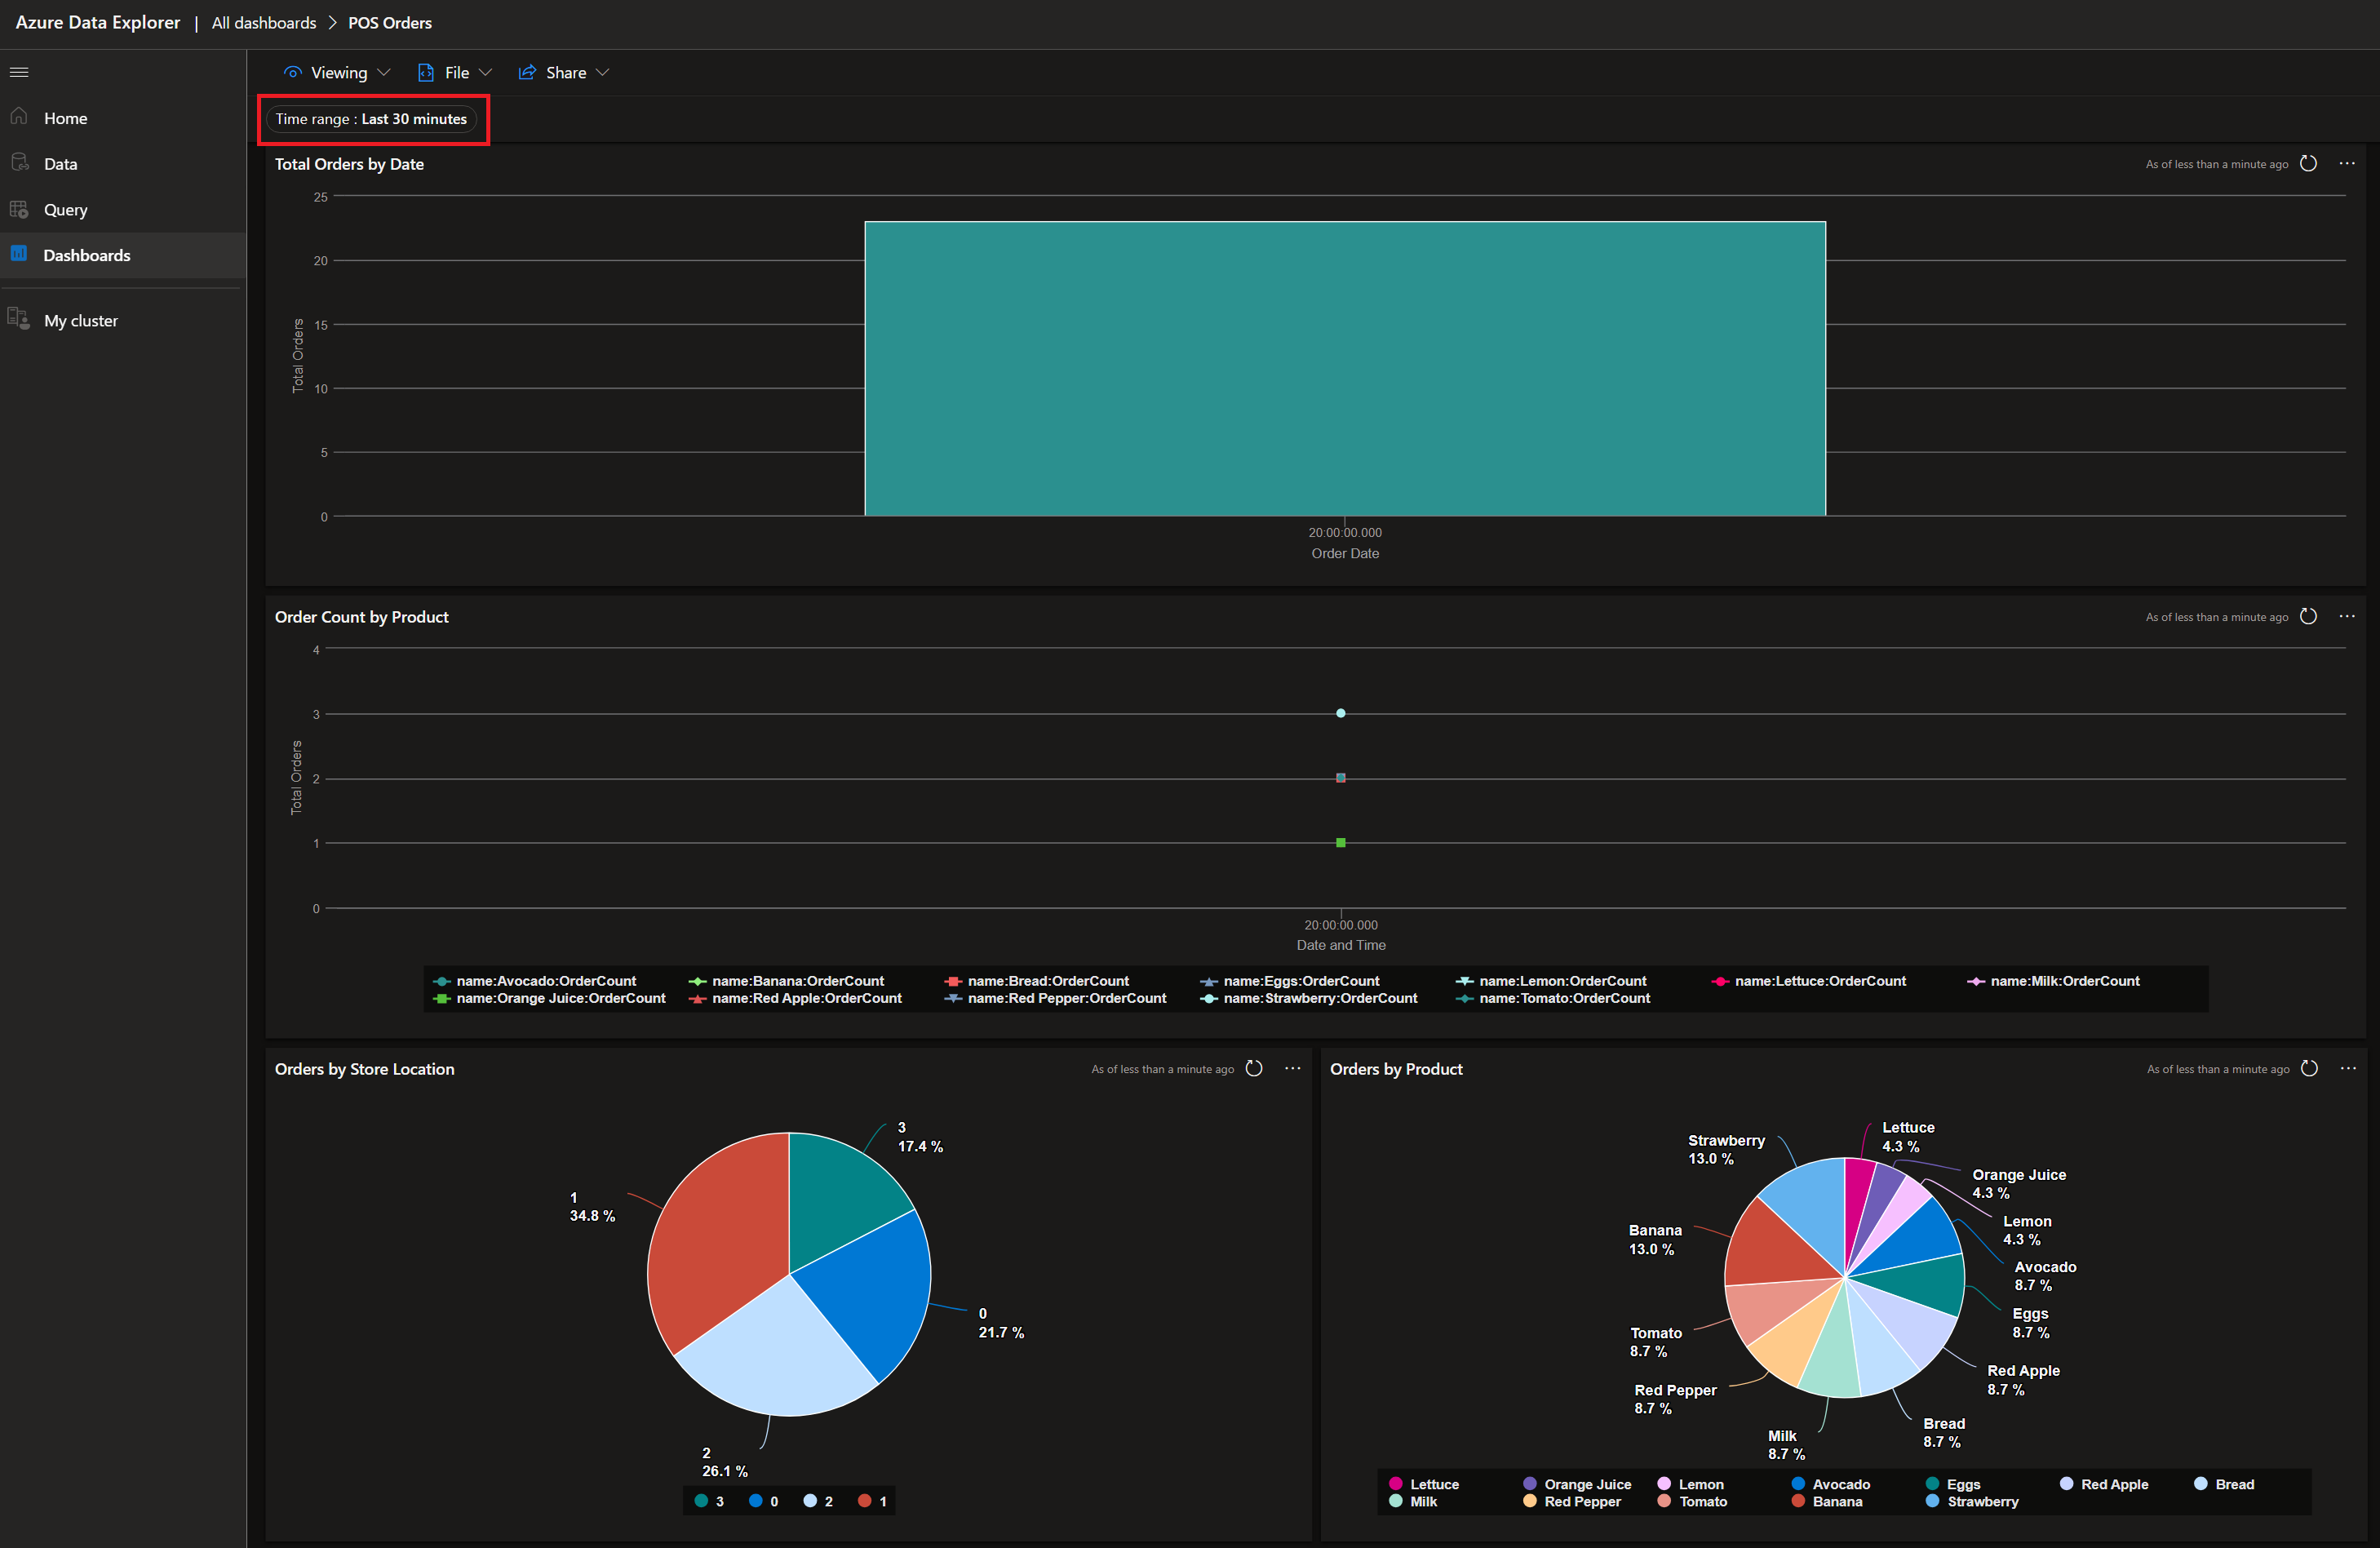 Azure Data Explorer | All dashboards > POS Orders
Viewing File Share
Home
Data
Query
Dashboards
My cluster
Time range : Last 30 minutes
Total Orders by Date
As of less than a minute ago
25
20
15
10
5
0
Total Orders
20:00:00.000
Order Date
Order Count by Product
As of less than a minute ago
4
3
2
1
0
Total Orders
20:00:00.000
Date and Time
name:Avocado:OrderCount name:Banana:OrderCount name:Bread:OrderCount name:Eggs:OrderCount name:Lemon:OrderCount name:Lettuce:OrderCount name:Milk:OrderCount
name:Orange Juice:OrderCount name:Red Apple:OrderCount name:Red Pepper:OrderCount name:Strawberry:OrderCount name:Tomato:OrderCount
Orders by Store Location
As of less than a minute ago
3
17.4 %
1
34.8 %
0
21.7 %
2
26.1 %
3 0 2 1
Orders by Product
As of less than a minute ago
Lettuce
4.3 %
Orange Juice
4.3 %
Lemon
4.3 %
Avocado
8.7 %
Eggs
8.7 %
Red Apple
8.7 %
Bread
8.7 %
Milk
8.7 %
Red Pepper
8.7 %
Tomato
8.7 %
Banana
13.0 %
Strawberry
13.0 %
Lettuce Orange Juice Lemon Avocado Eggs Red Apple Bread
Milk Red Pepper Tomato Banana Strawberry